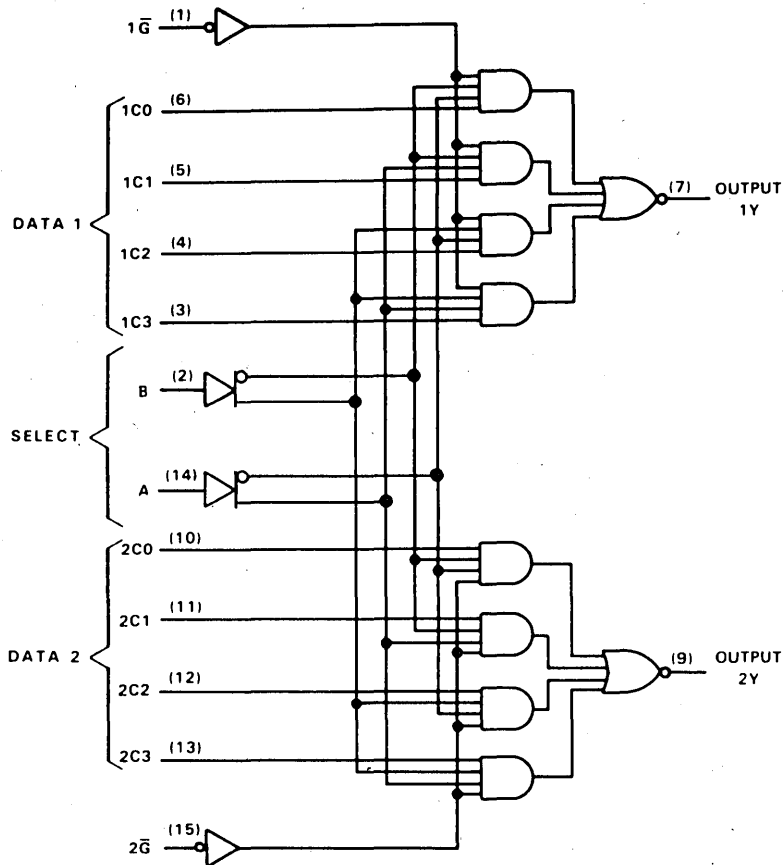 1G̅ (1)
1C0 (6)
1C1 (5)
DATA 1
1C2 (4)
1C3 (3)
(7) OUTPUT
1Y
B (2)
SELECT
A (14)
2C0 (10)
2C1 (11)
DATA 2
2C2 (12)
2C3 (13)
(9) OUTPUT
2Y
2G̅ (15)